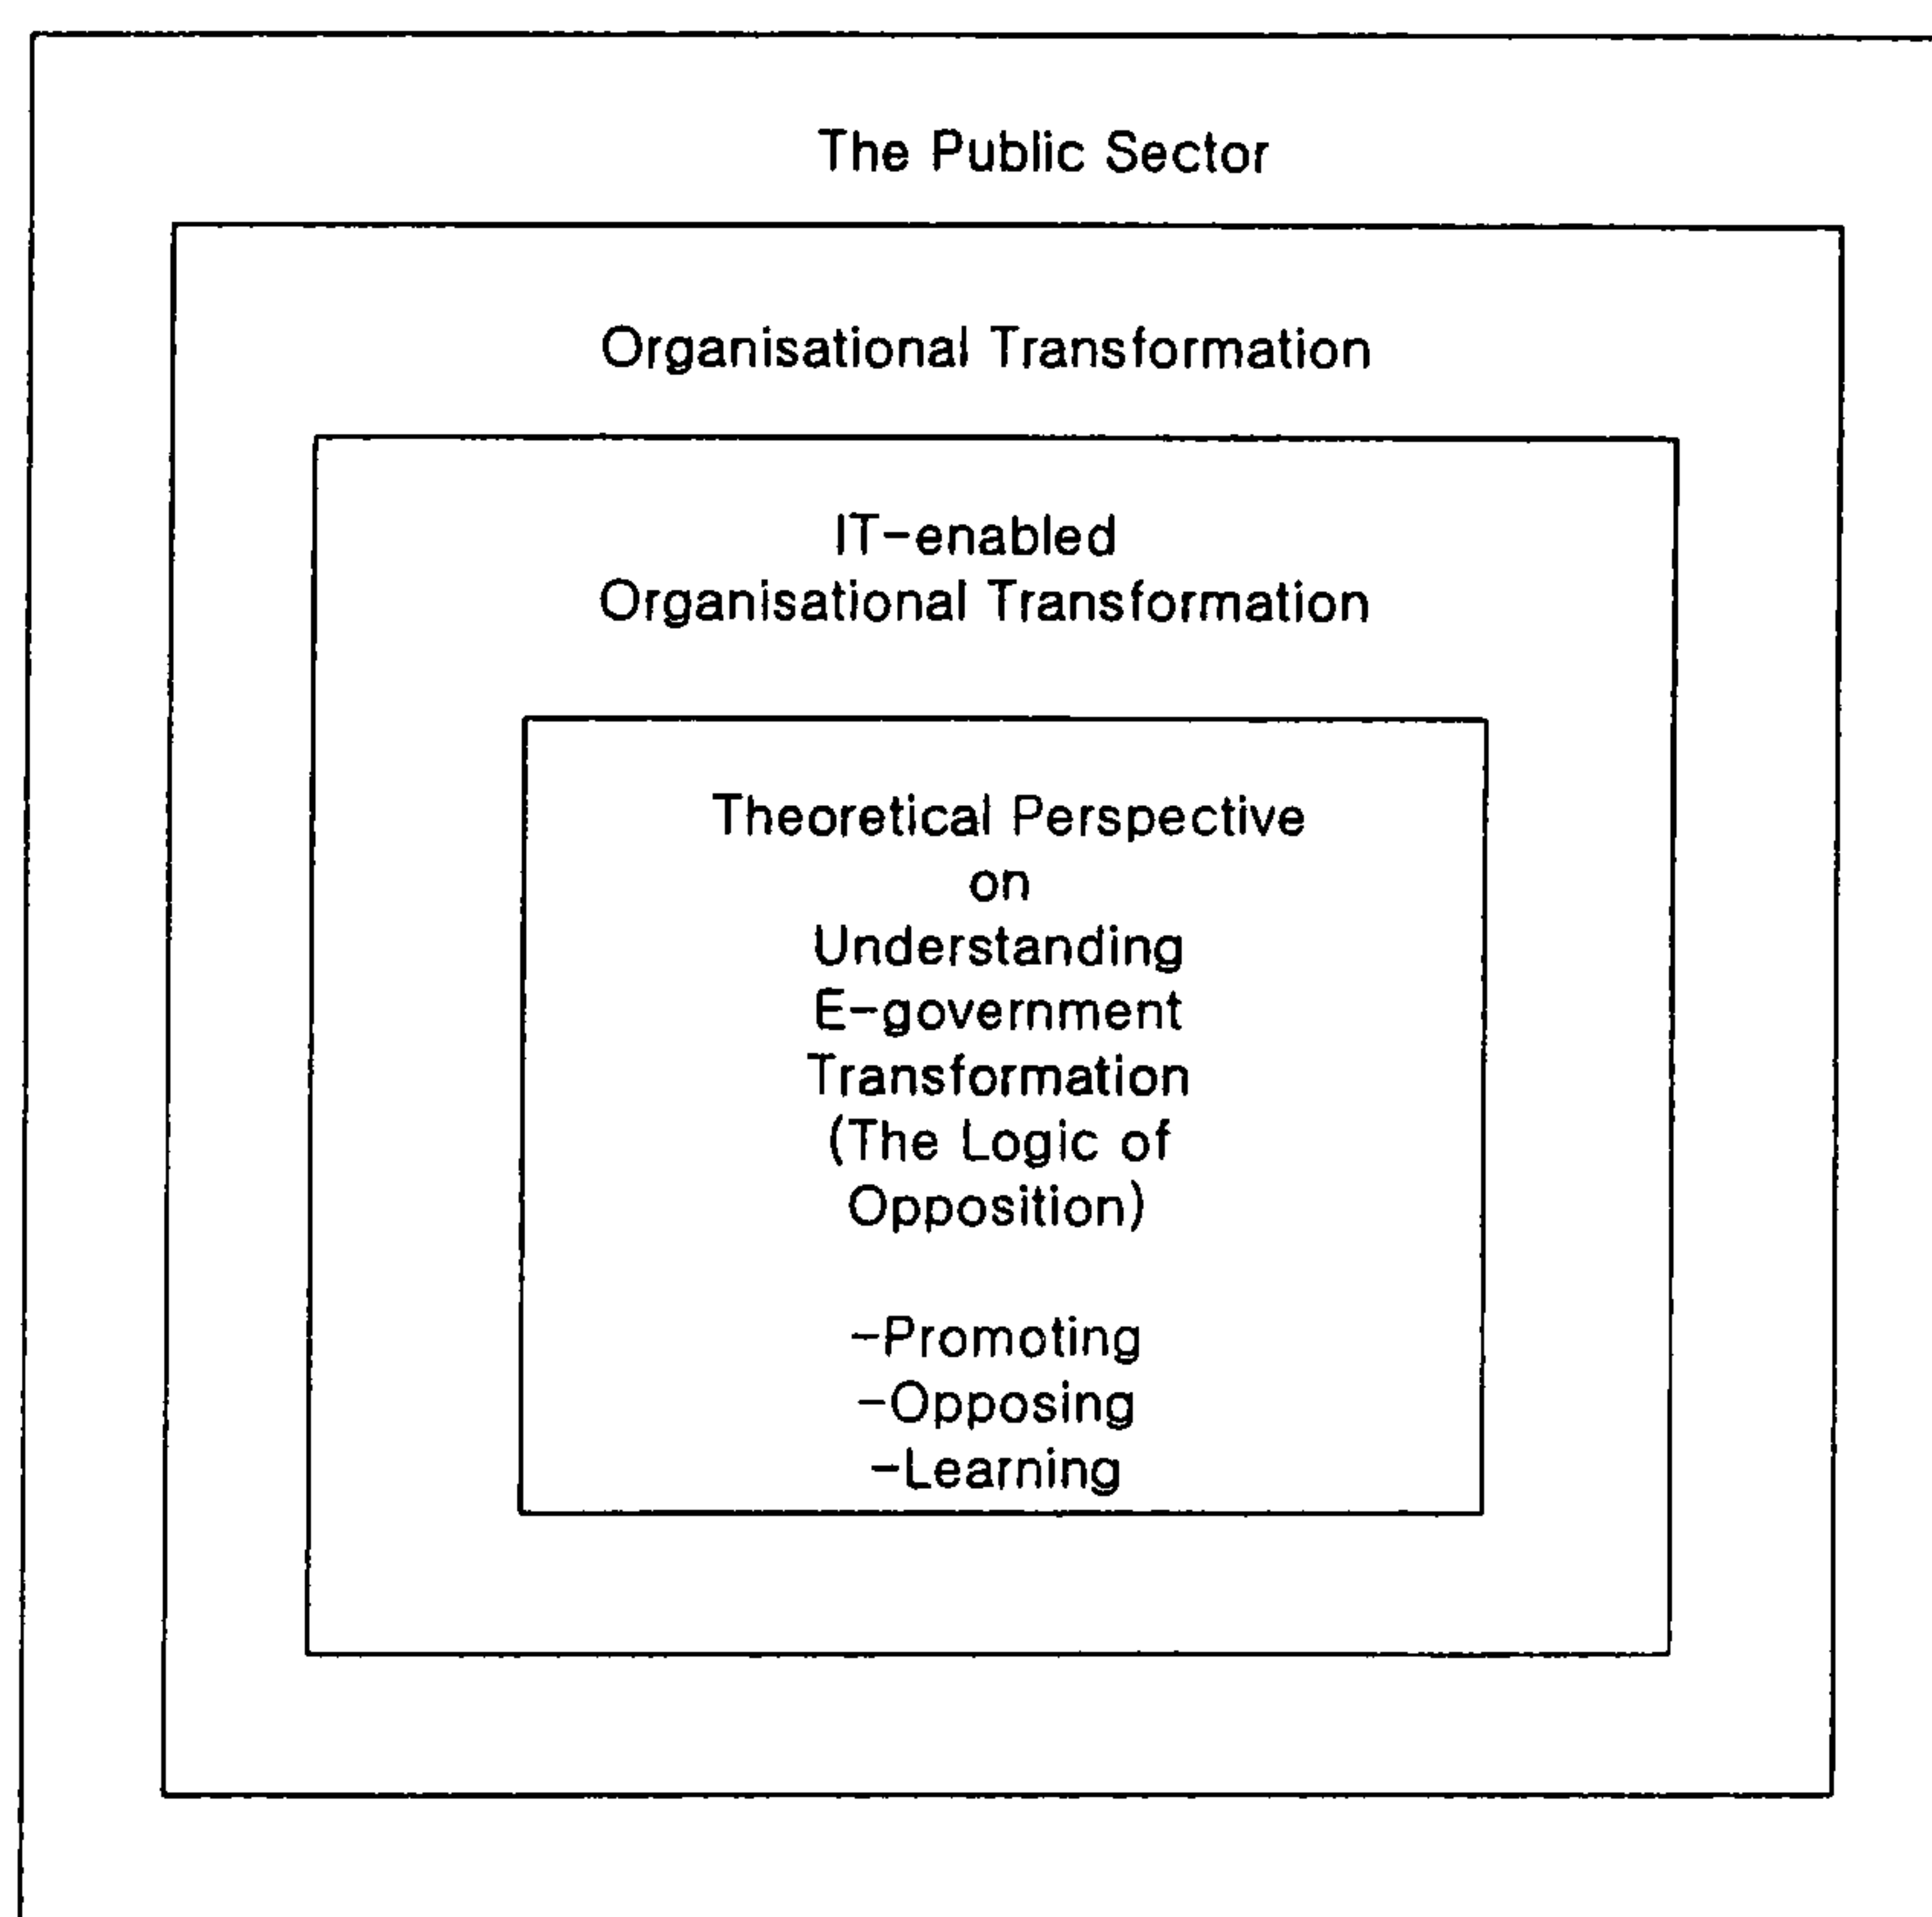 The Public Sector
Organisational Transformation
IT-enabled
Organisational Transformation
Theoretical Perspective
on
Understanding
E-government
Transformation
(The Logic of
Opposition)
-Promoting
-Opposing
-Learning